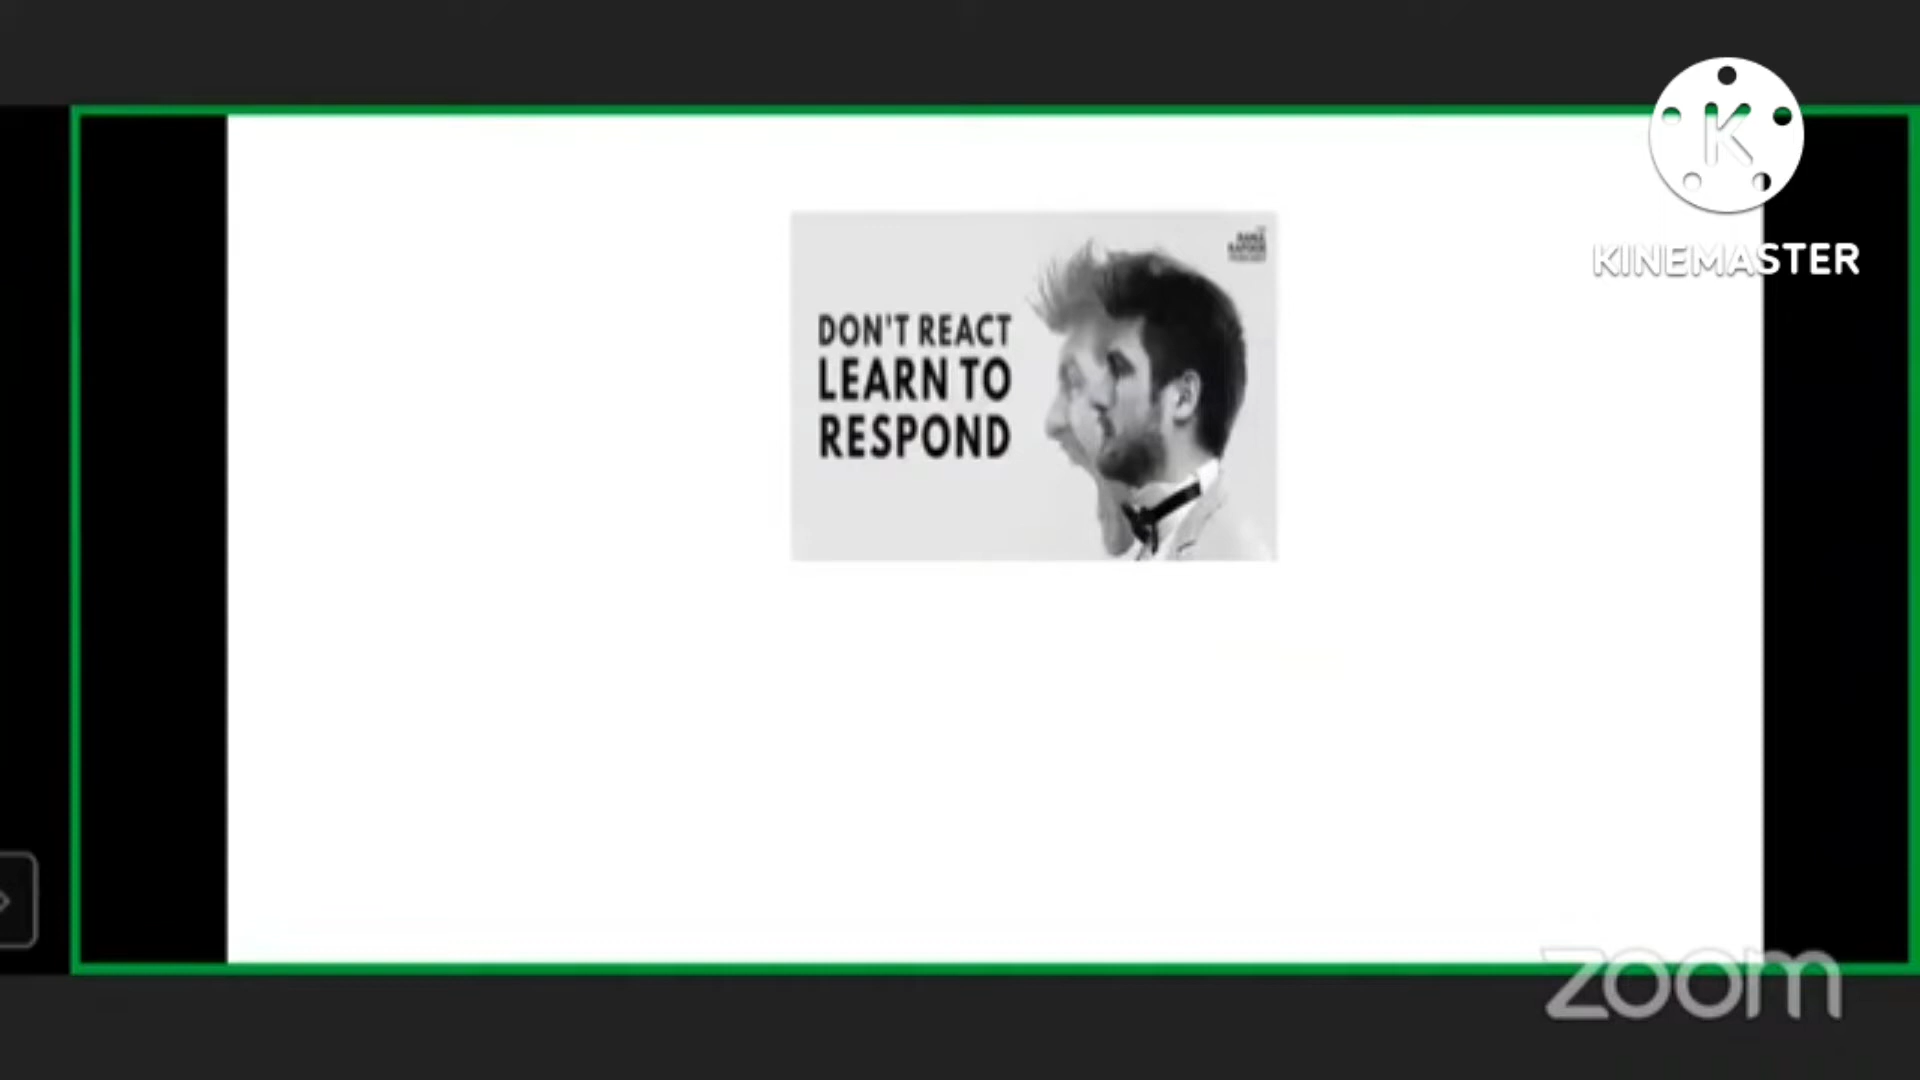 KINEMASTER
DON'T REACT
LEARN TO
RESPOND
zoom